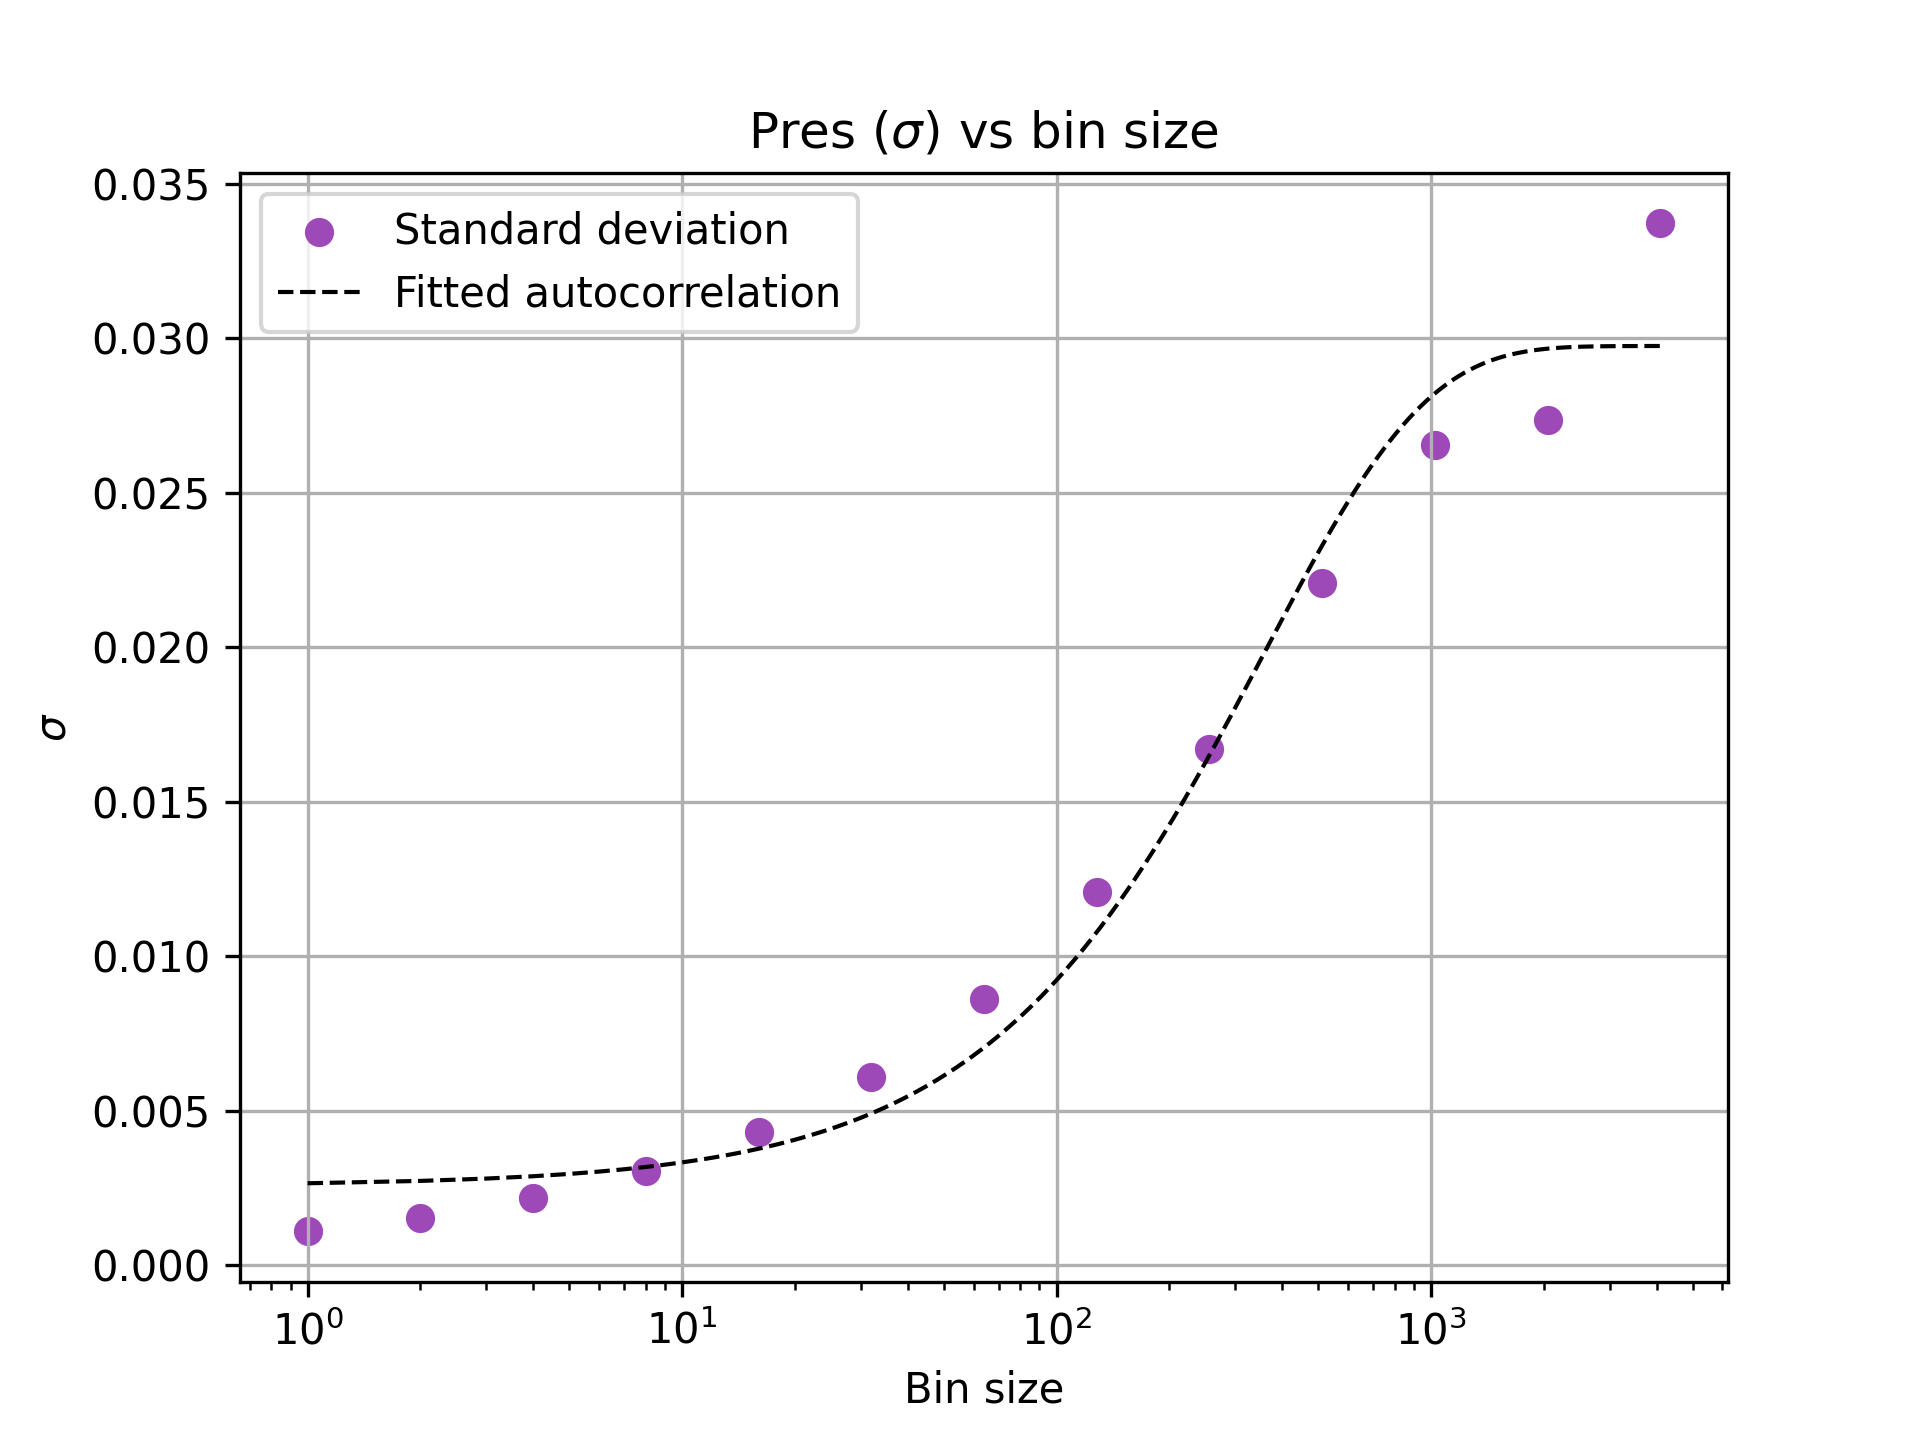 Pres (σ) vs bin size
Standard deviation
Fitted autocorrelation
0.035
0.030
0.025
0.020
0.015
0.010
0.005
0.000
σ
10⁰ 10¹ 10² 10³
Bin size